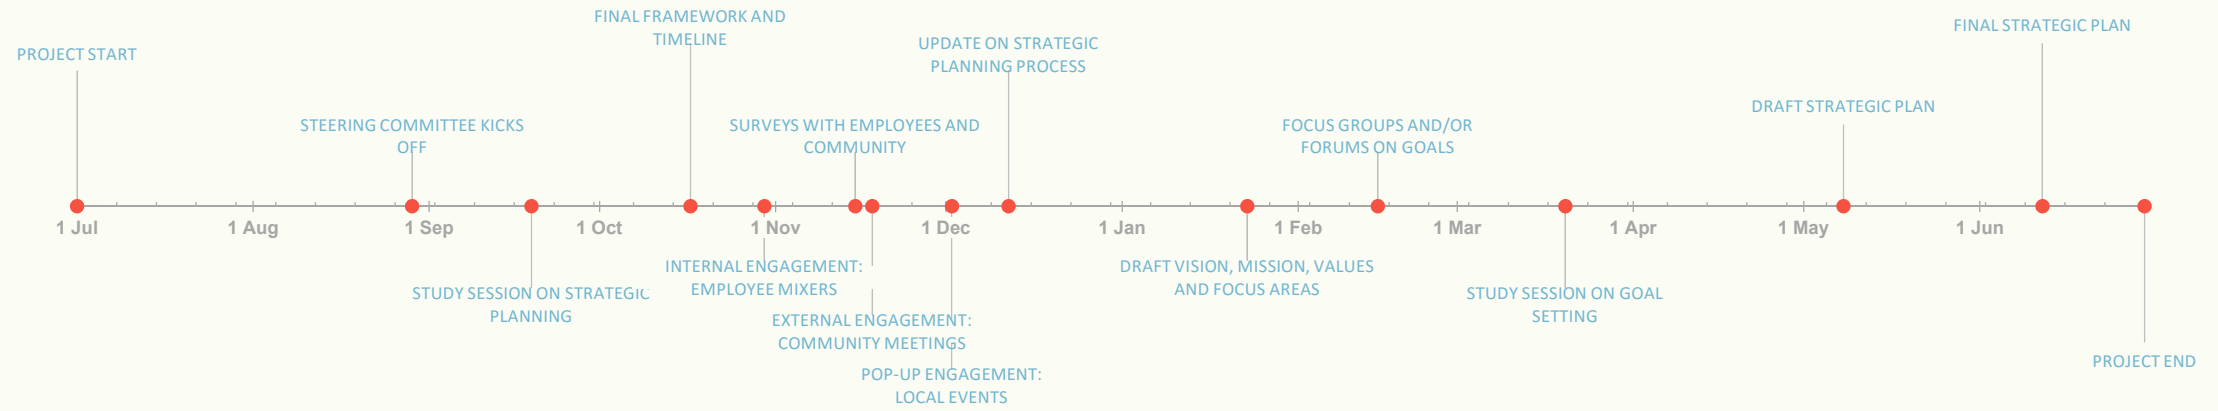 FINAL FRAMEWORK AND
TIMELINE
FINAL STRATEGIC PLAN
PROJECT START
UPDATE ON STRATEGIC
PLANNING PROCESS
DRAFT STRATEGIC PLAN
STEERING COMMITTEE KICKS
OFF
SURVEYS WITH EMPLOYEES AND
COMMUNITY
FOCUS GROUPS AND/OR
FORUMS ON GOALS
1 Jul
1 Aug
1 Sep
1 Oct
1 Nov
1 Dec
1 Jan
1 Feb
1 Mar
1 Apr
1 May
1 Jun
STUDY SESSION ON STRATEGIC
PLANNING
INTERNAL ENGAGEMENT:
EMPLOYEE MIXERS
EXTERNAL ENGAGEMENT:
COMMUNITY MEETINGS
POP-UP ENGAGEMENT:
LOCAL EVENTS
DRAFT VISION, MISSION, VALUES
AND FOCUS AREAS
STUDY SESSION ON GOAL
SETTING
PROJECT END